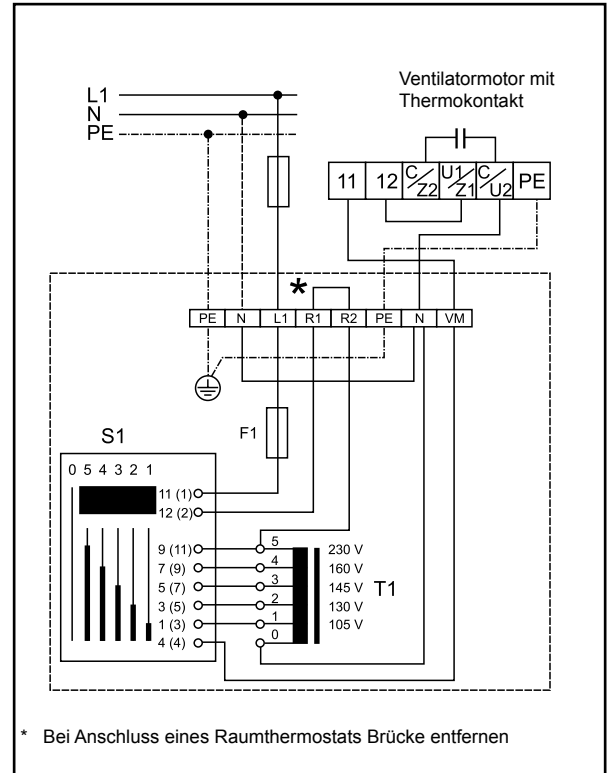 L1
N
PE
Ventilatormotor mit
Thermokontakt
11 12 C/Z2 U1/Z1 C/U2 PE
*
PE N L1 R1 R2 PE N VM
F1
S1
0 5 4 3 2 1
11 (1)
12 (2)
9 (11) 5 230 V
7 (9) 4 160 V
5 (7) 3 145 V
3 (5) 2 130 V
1 (3) 1 105 V
4 (4) 0
T1
* Bei Anschluss eines Raumthermostats Brücke entfernen